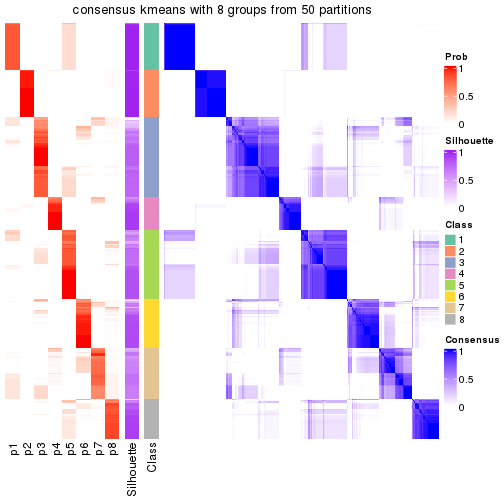 consensus kmeans with 8 groups from 50 partitions
Prob
1
0.5
0
Silhouette
1
0.5
0
Class
1
2
3
4
5
6
7
8
Consensus
1
0.5
0
p1
p2
p3
p4
p5
p6
p7
p8
Silhouette
Class